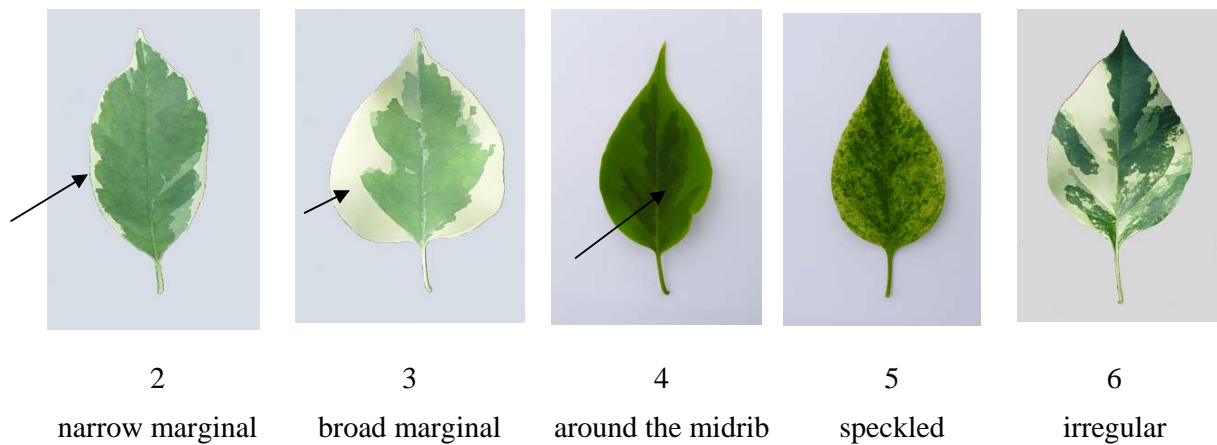 2 3 4 5 6
narrow marginal broad marginal around the midrib speckled irregular